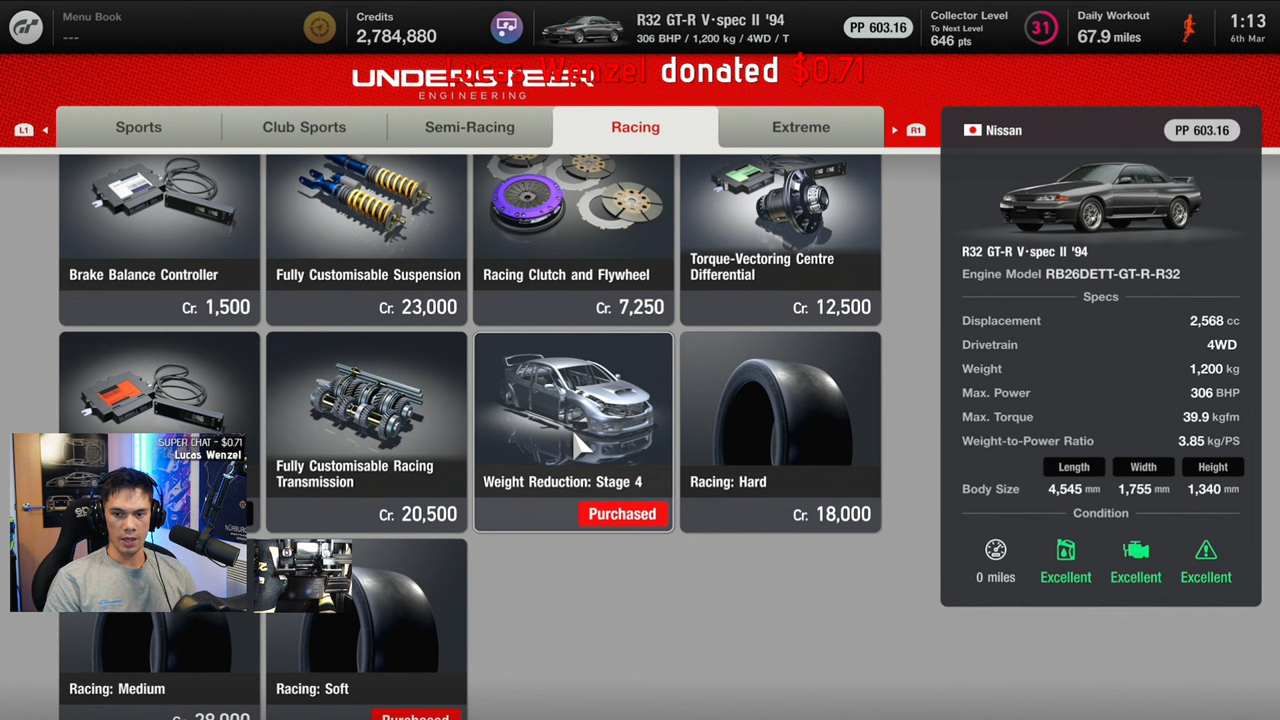 Menu Book
---
Credits
2,784,880
R32 GT-R V·spec II '94
306 BHP / 1,200 kg / 4WD / T
PP 603.16
Collector Level
To Next Level
646 pts
31
Daily Workout
67.9 miles
1:13
6th Mar
Lucas Wenzel donated $0.71
UNDERSTEER
ENGINEERING
L1
Sports
Club Sports
Semi-Racing
Racing
Extreme
R1
Brake Balance Controller
Cr. 1,500
Fully Customisable Suspension
Cr. 23,000
Racing Clutch and Flywheel
Cr. 7,250
Torque-Vectoring Centre
Differential
Cr. 12,500
Fully Customisable Racing
Transmission
Cr. 20,500
Weight Reduction: Stage 4
Purchased
Racing: Hard
Cr. 18,000
SUPER CHAT - $0.71
Lucas Wenzel
Racing: Medium
Cr. 28,000
Racing: Soft
Purchased
Nissan
PP 603.16
R32 GT-R V·spec II '94
Engine Model RB26DETT-GT-R-R32
Specs
Displacement 2,568 cc
Drivetrain 4WD
Weight 1,200 kg
Max. Power 306 BHP
Max. Torque 39.9 kgfm
Weight-to-Power Ratio 3.85 kg/PS
Length Width Height
Body Size 4,545 mm 1,755 mm 1,340 mm
Condition
0 miles Excellent Excellent Excellent